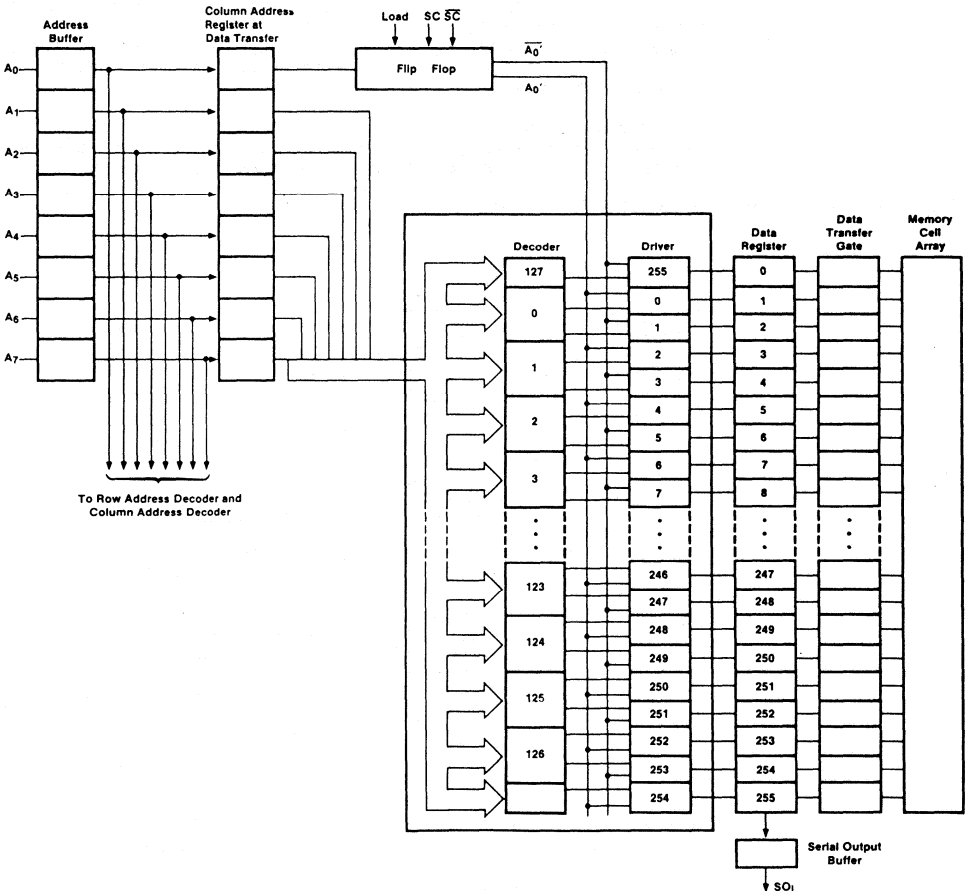 Address
Buffer
Column Address
Register at
Data Transfer
Load SC S̅C̅
Flip Flop
A̅₀̅′
A₀′
A₀
A₁
A₂
A₃
A₄
A₅
A₆
A₇
To Row Address Decoder and
Column Address Decoder
Decoder
Driver
Data
Register
Data
Transfer
Gate
Memory
Cell
Array
127
0
1
2
3
123
124
125
126
255
0
1
2
3
4
5
6
7
246
247
248
249
250
251
252
253
254
0
1
2
3
4
5
6
7
8
247
248
249
250
251
252
253
254
255
Serial Output
Buffer
SOᵢ